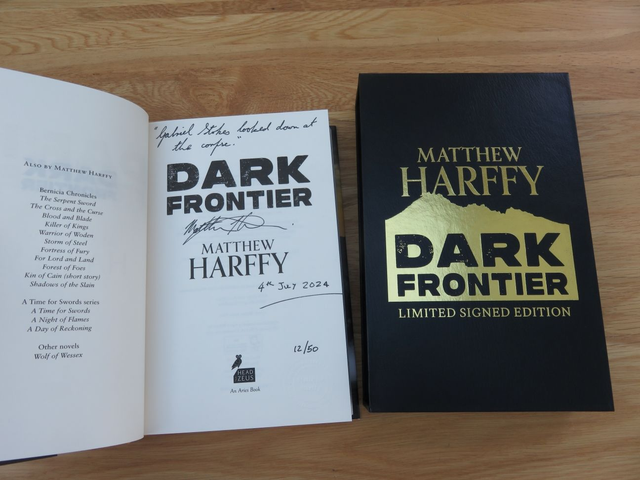 ALSO BY MATTHEW HARFFY
Bernicia Chronicles
The Serpent Sword
The Cross and the Curse
Blood and Blade
Killer of Kings
Warrior of Woden
Storm of Steel
Fortress of Fury
For Lord and Land
Forest of Foes
Kin of Cain (short story)
Shadows of the Slain
A Time for Swords series
A Time for Swords
A Night of Flames
A Day of Reckoning
Other novels
Wolf of Wessex
"Gabriel Stokes looked down at
the corpse."
DARK
FRONTIER
MATTHEW
HARFFY
4th July 2024
12/50
HEAD
of ZEUS
An Aries Book
MATTHEW
HARFFY
DARK
FRONTIER
LIMITED SIGNED EDITION